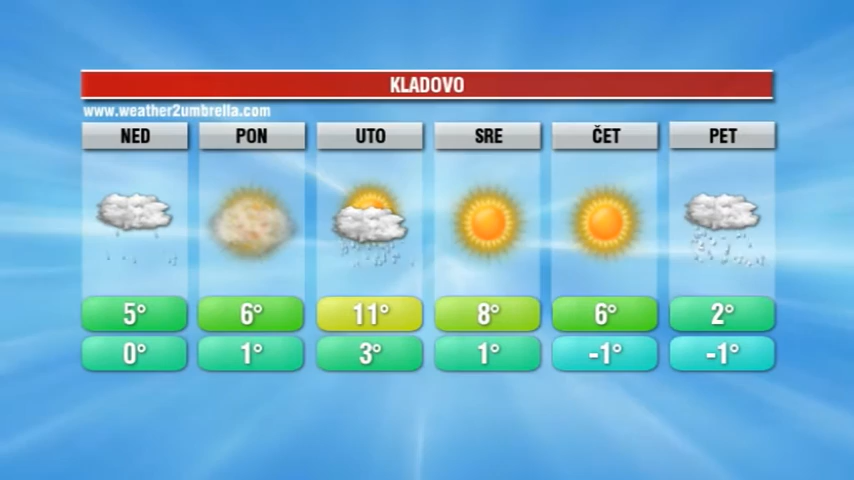 KLADOVO
www.weather2umbrella.com
NED PON UTO SRE ČET PET
5° 6° 11° 8° 6° 2°
0° 1° 3° 1° -1° -1°